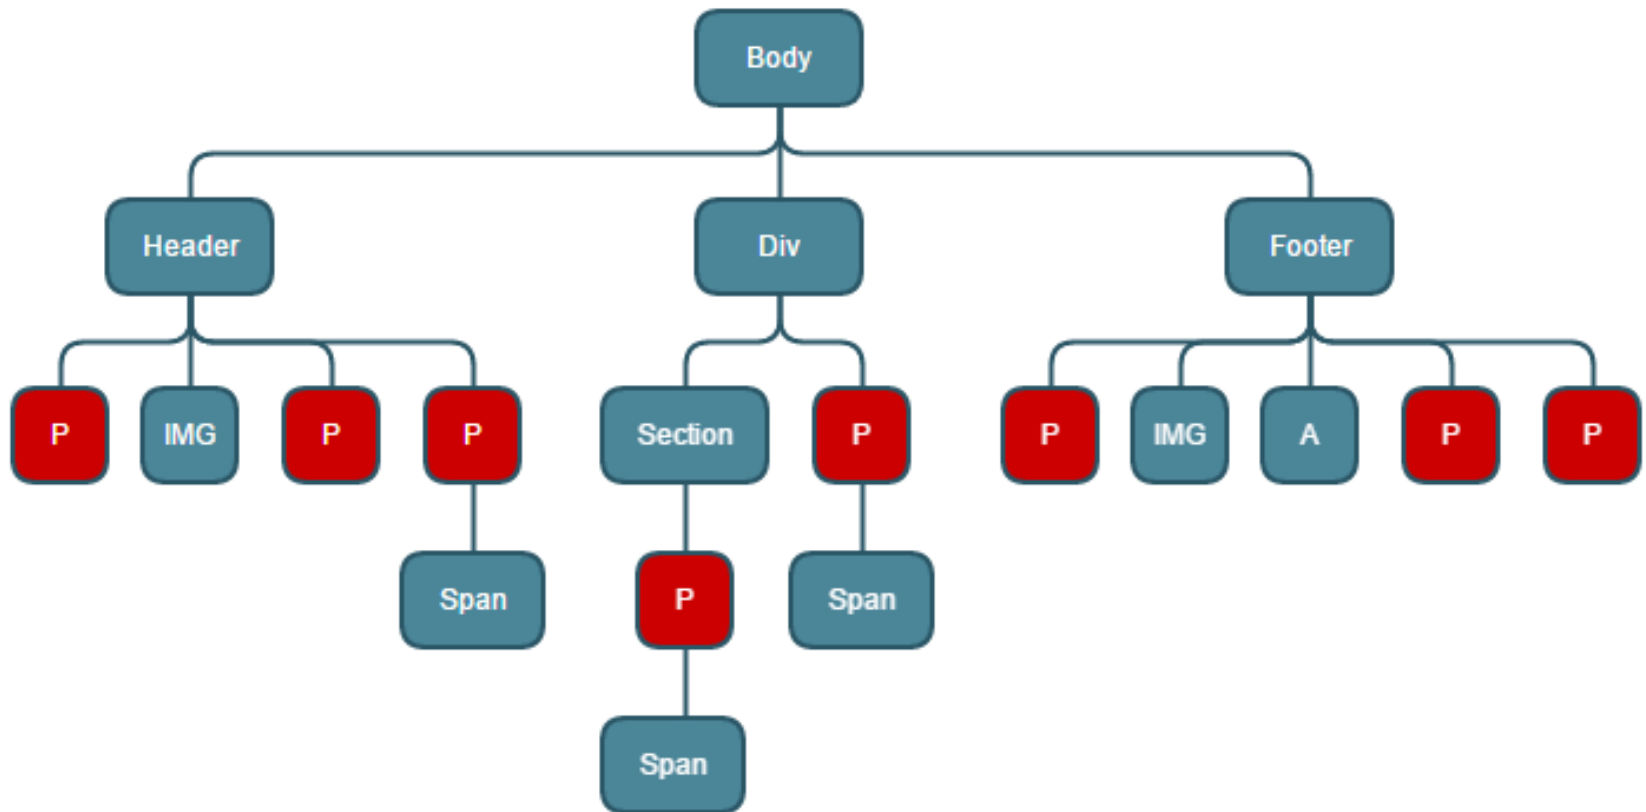 Body
Header
Div
Footer
P
IMG
P
P
Section
P
P
IMG
A
P
P
Span
P
Span
Span